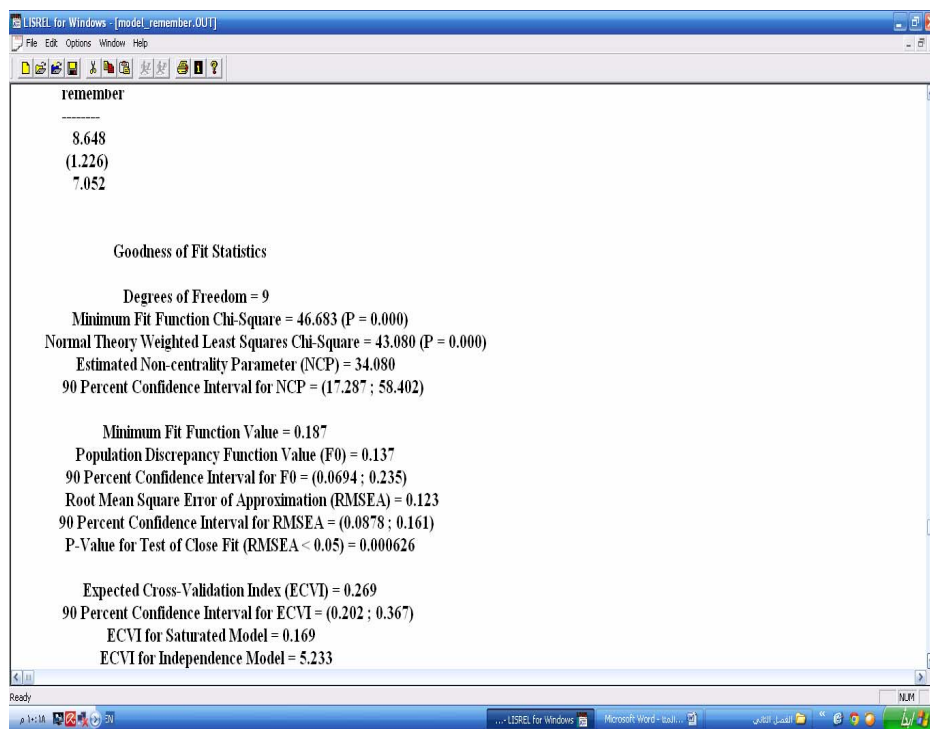 LISREL for Windows - [model_remember.OUT]
File Edit Options Window Help
remember
--------
8.648
(1.226)
7.052
Goodness of Fit Statistics
Degrees of Freedom = 9
Minimum Fit Function Chi-Square = 46.683 (P = 0.000)
Normal Theory Weighted Least Squares Chi-Square = 43.080 (P = 0.000)
Estimated Non-centrality Parameter (NCP) = 34.080
90 Percent Confidence Interval for NCP = (17.287 ; 58.402)
Minimum Fit Function Value = 0.187
Population Discrepancy Function Value (F0) = 0.137
90 Percent Confidence Interval for F0 = (0.0694 ; 0.235)
Root Mean Square Error of Approximation (RMSEA) = 0.123
90 Percent Confidence Interval for RMSEA = (0.0878 ; 0.161)
P-Value for Test of Close Fit (RMSEA < 0.05) = 0.000626
Expected Cross-Validation Index (ECVI) = 0.269
90 Percent Confidence Interval for ECVI = (0.202 ; 0.367)
ECVI for Saturated Model = 0.169
ECVI for Independence Model = 5.233
Ready
NUM
١٠:١٨ م
EN
...- LISREL for Windows
Microsoft Word - ...
الفصل الثاني
ابدأ